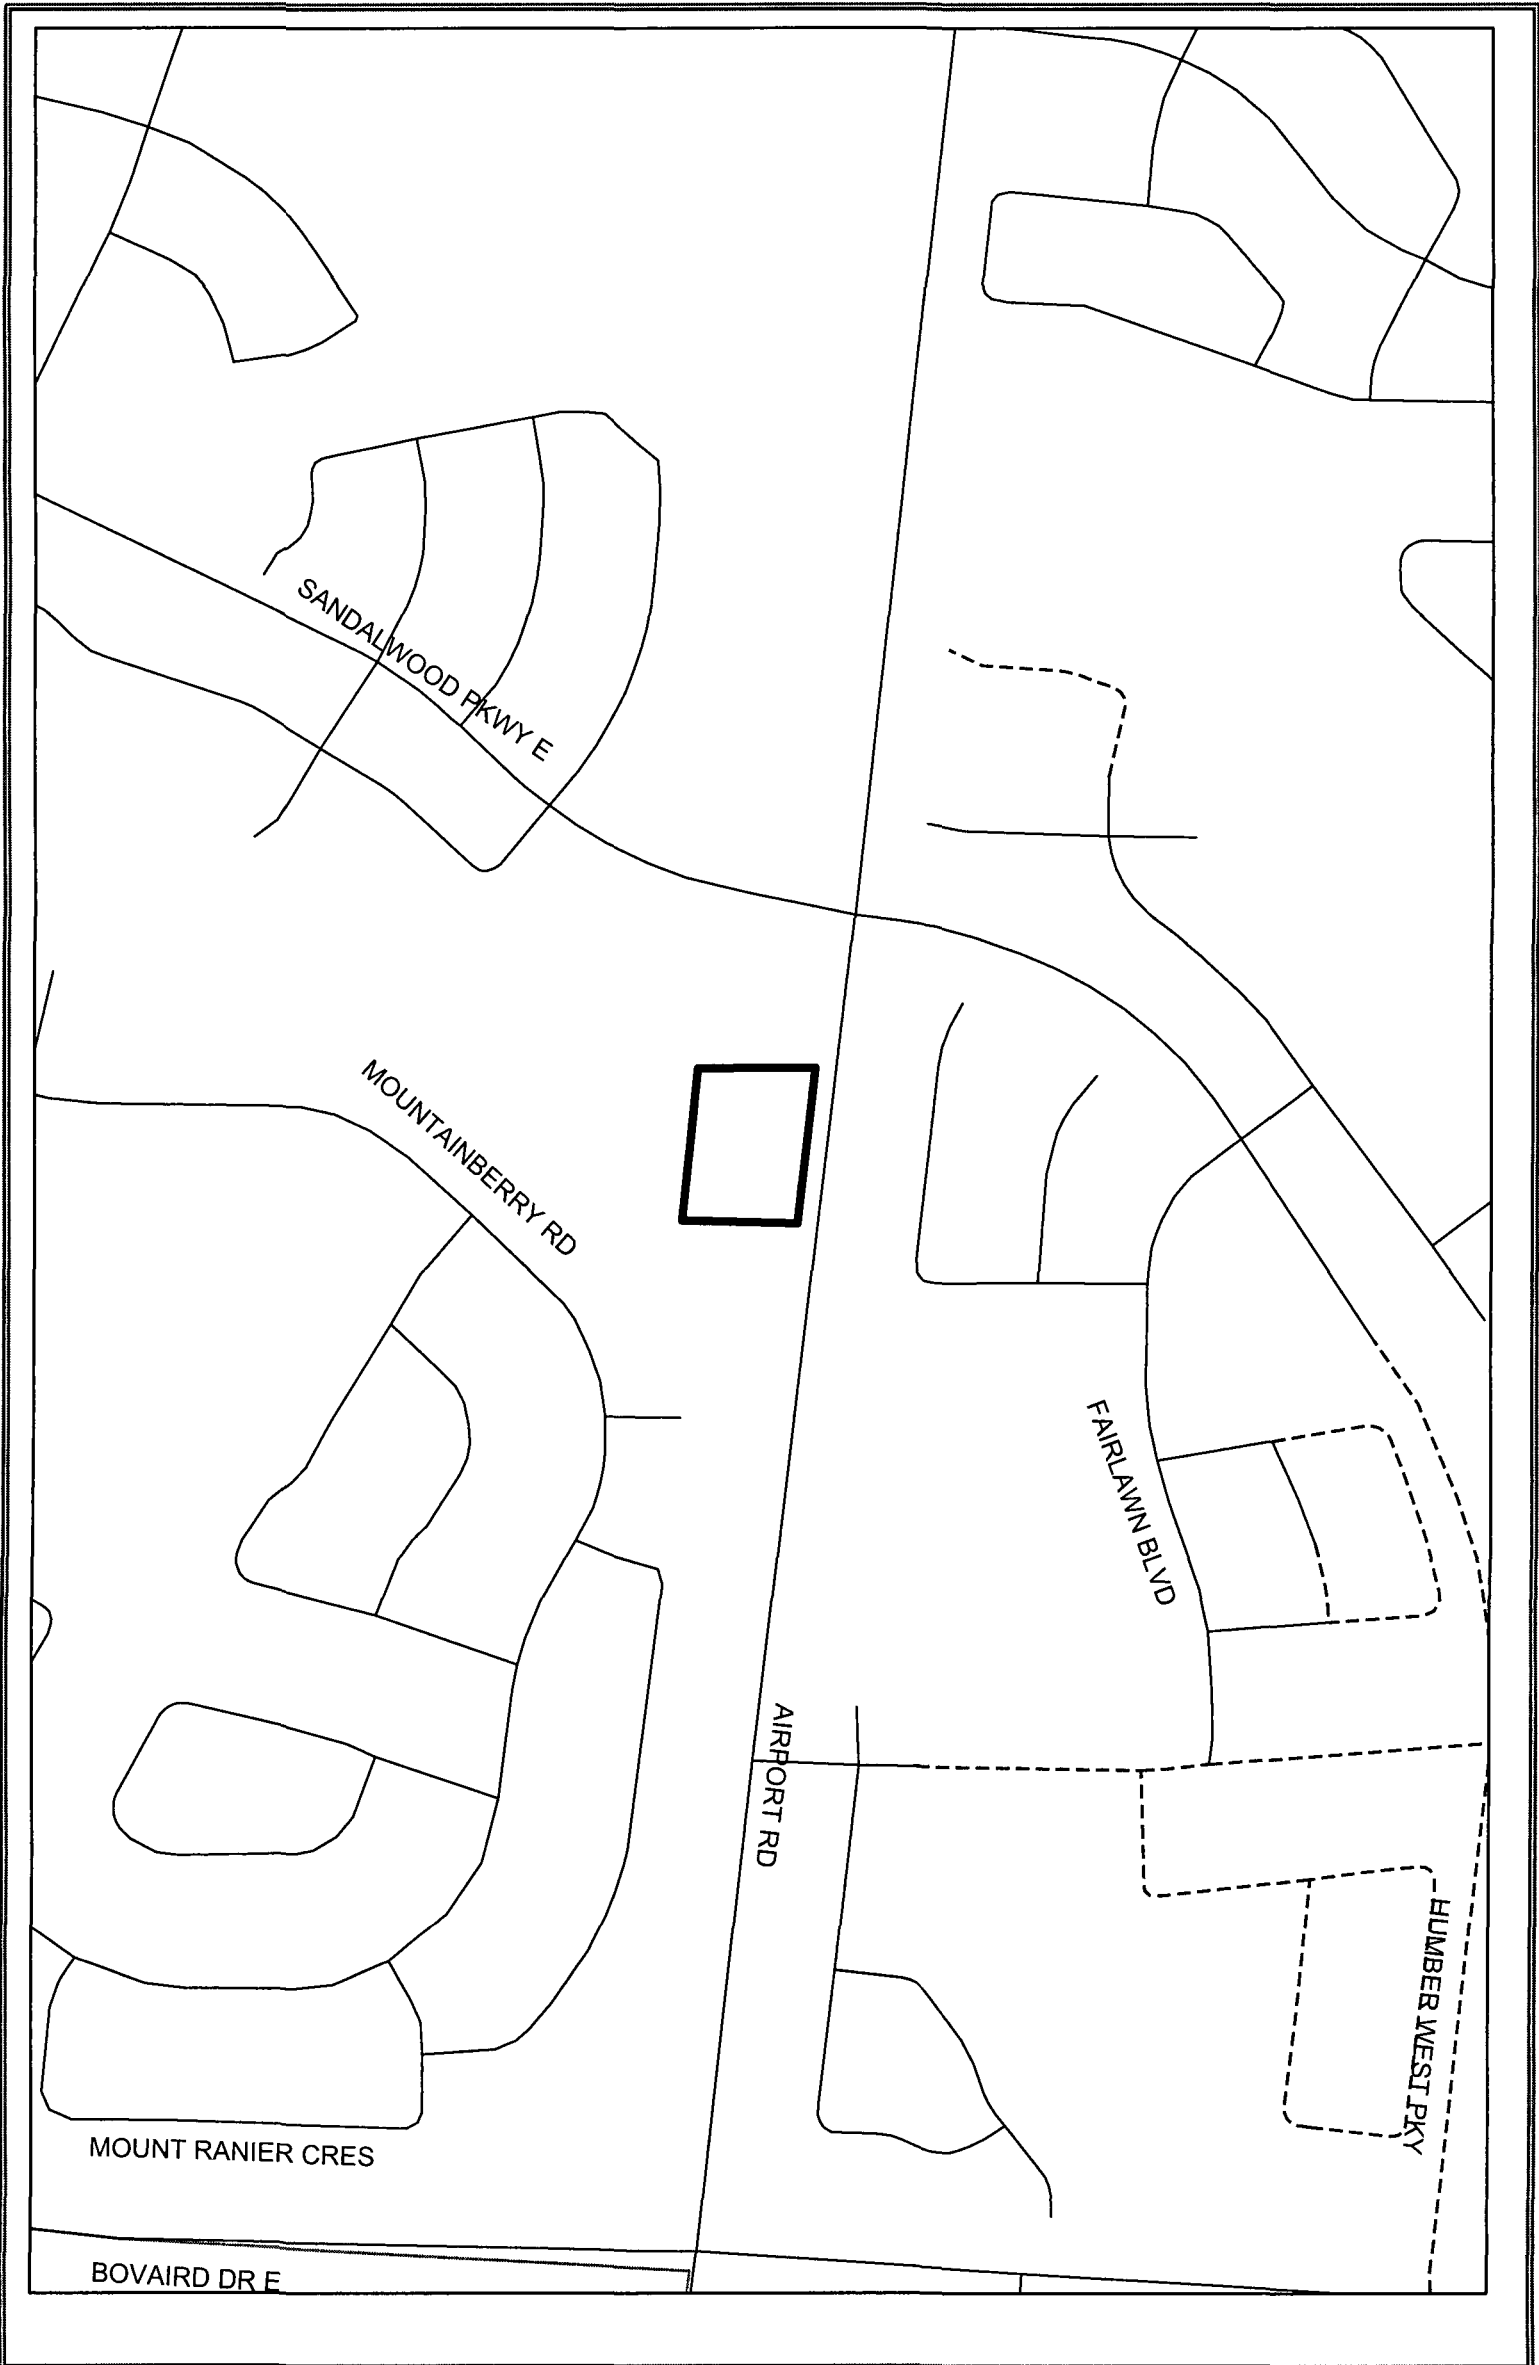 SANDALWOOD PKWY E
MOUNTAINBERRY RD
FAIRLAWN BLVD
AIRPORT RD
HUMBER WEST PKY
MOUNT RANIER CRES
BOVAIRD DR E